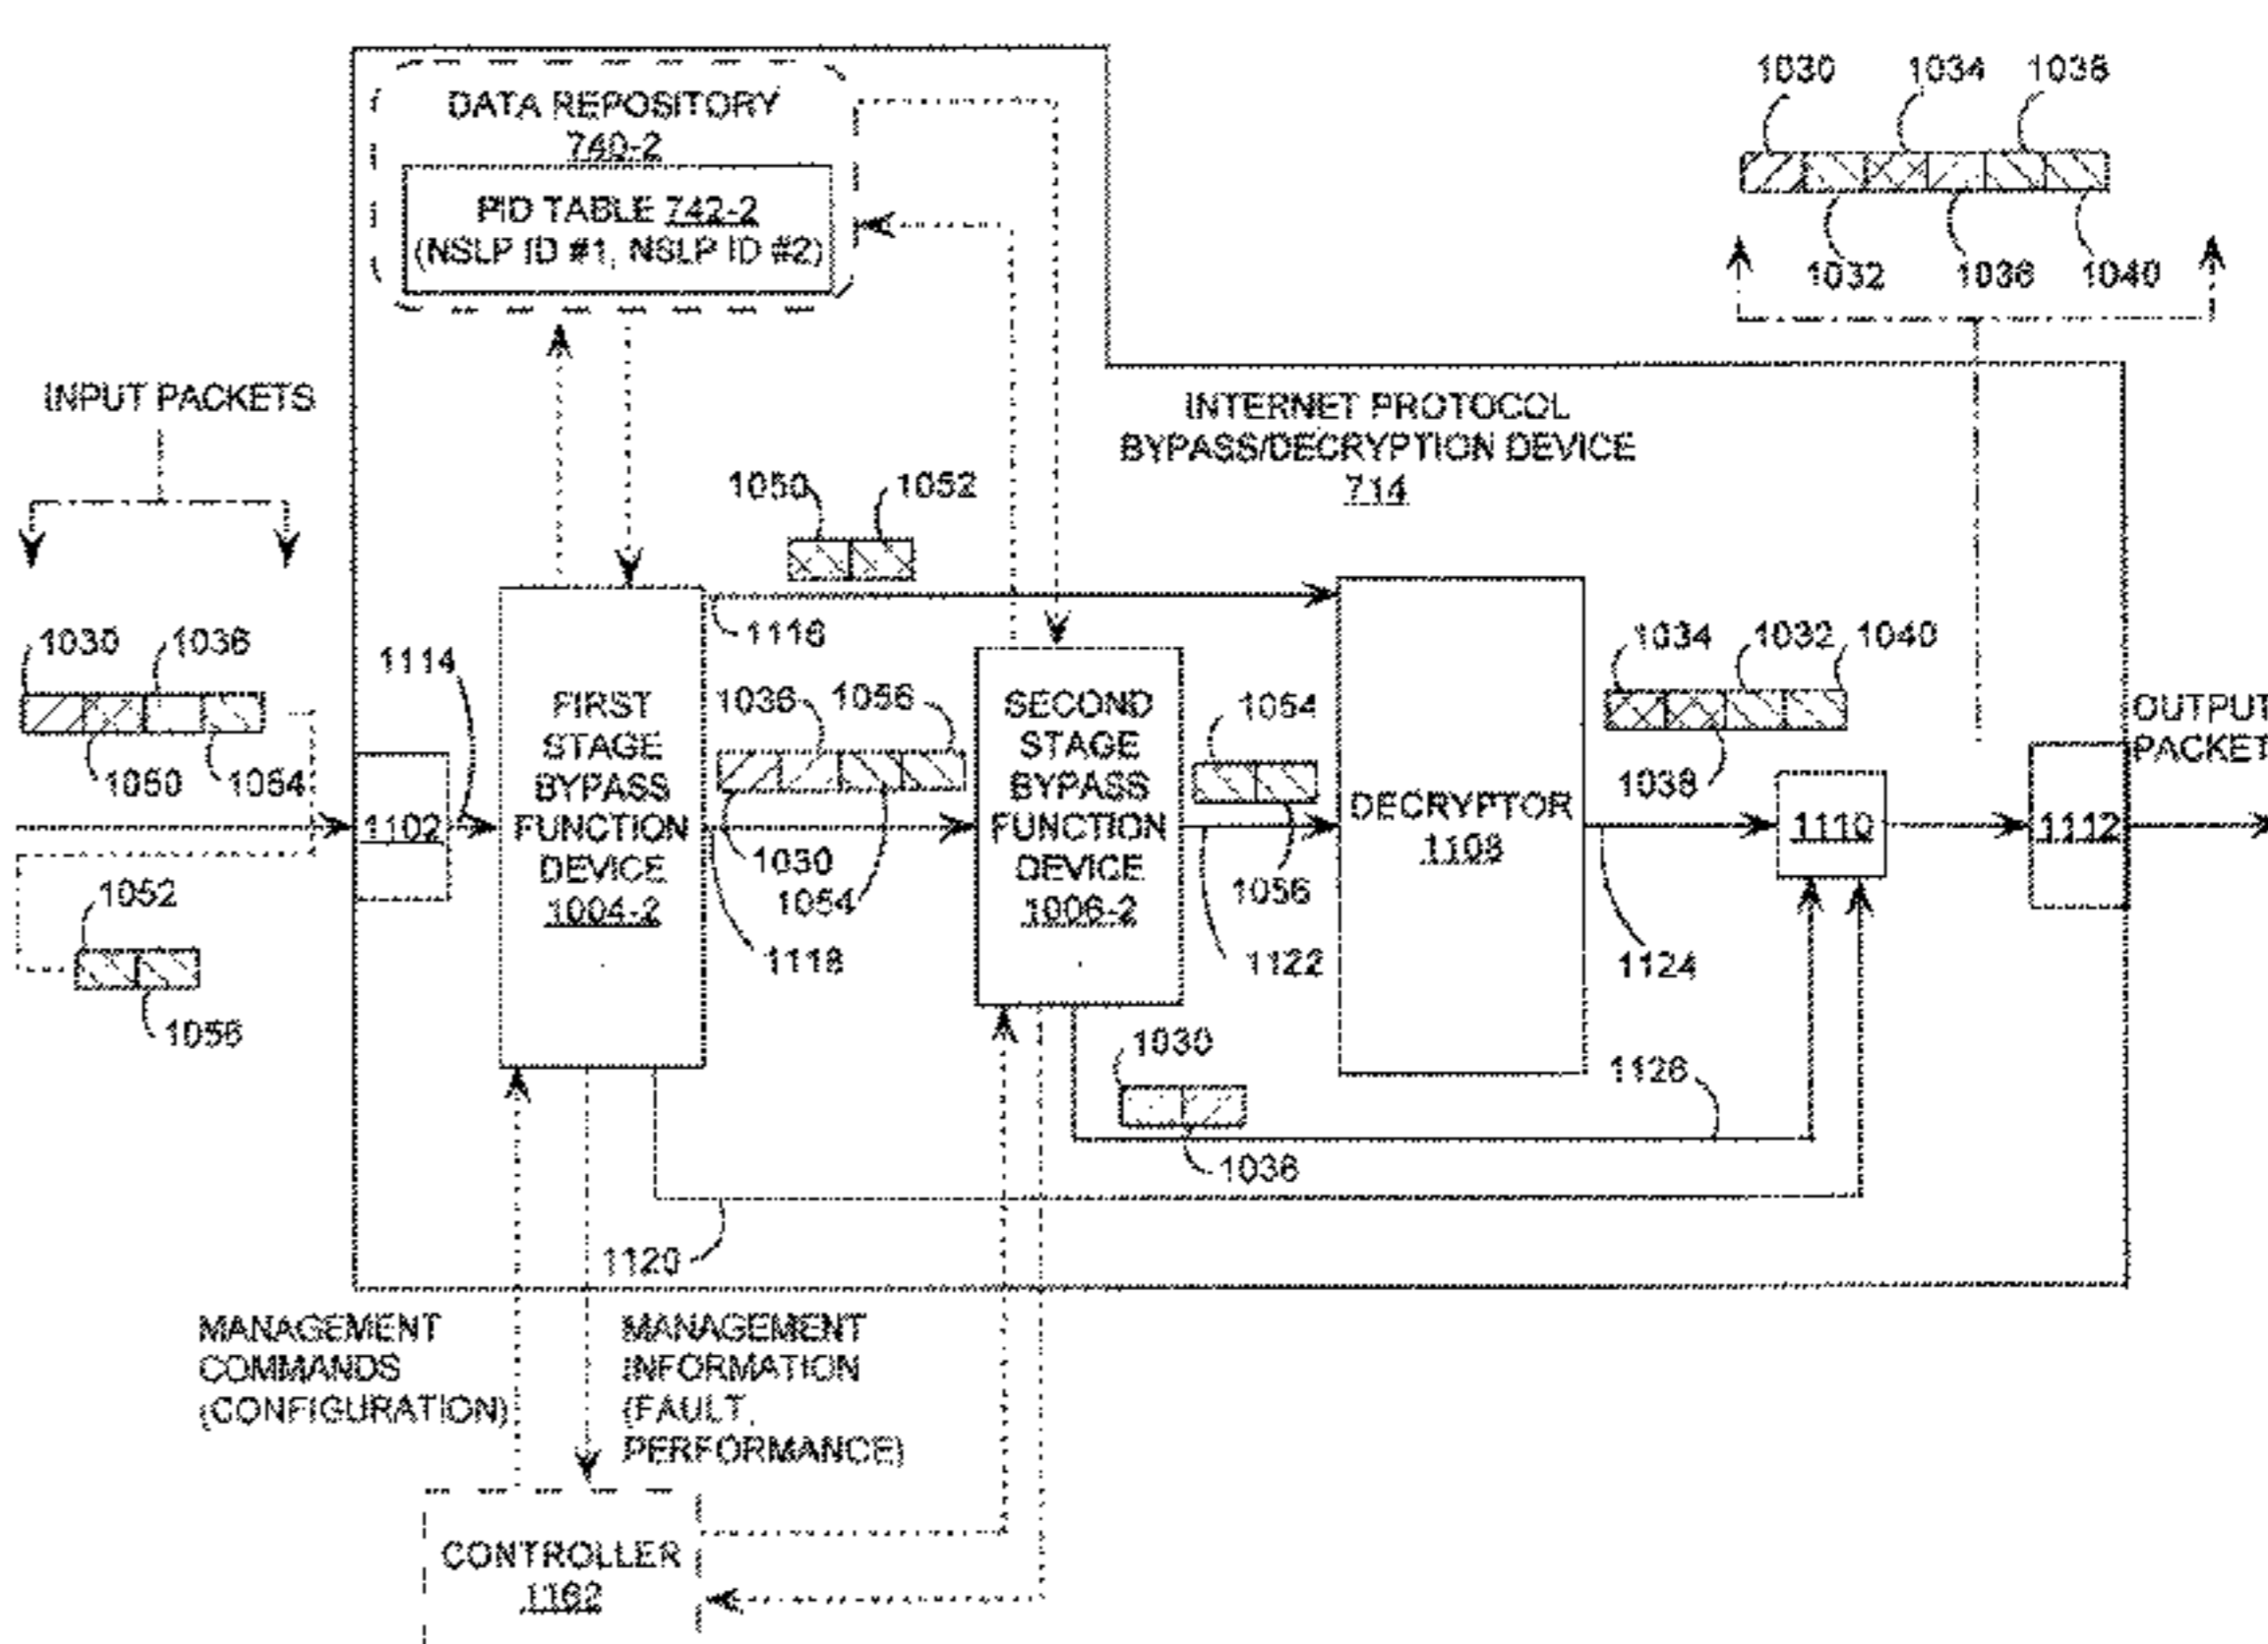 DATA REPOSITORY
740-2
PID TABLE 742-2
(NSLP ID #1, NSLP ID #2)
1030 1034 1038
1032 1036 1040
INPUT PACKETS
INTERNET PROTOCOL
BYPASS/DECRYPTION DEVICE
714
1050 1052
1116
1030 1036
1050 1054
1114
1102
1052
1056
FIRST
STAGE
BYPASS
FUNCTION
DEVICE
1004-2
1036 1056
1030
1054
1118
SECOND
STAGE
BYPASS
FUNCTION
DEVICE
1006-2
1054
1056
1122
DECRYPTOR
1108
1034 1032 1040
1038
1110
1112
1124
OUTPUT
PACKET
1030
1036
1126
1120
MANAGEMENT
COMMANDS
(CONFIGURATION)
MANAGEMENT
INFORMATION
(FAULT,
PERFORMANCE)
CONTROLLER
1162